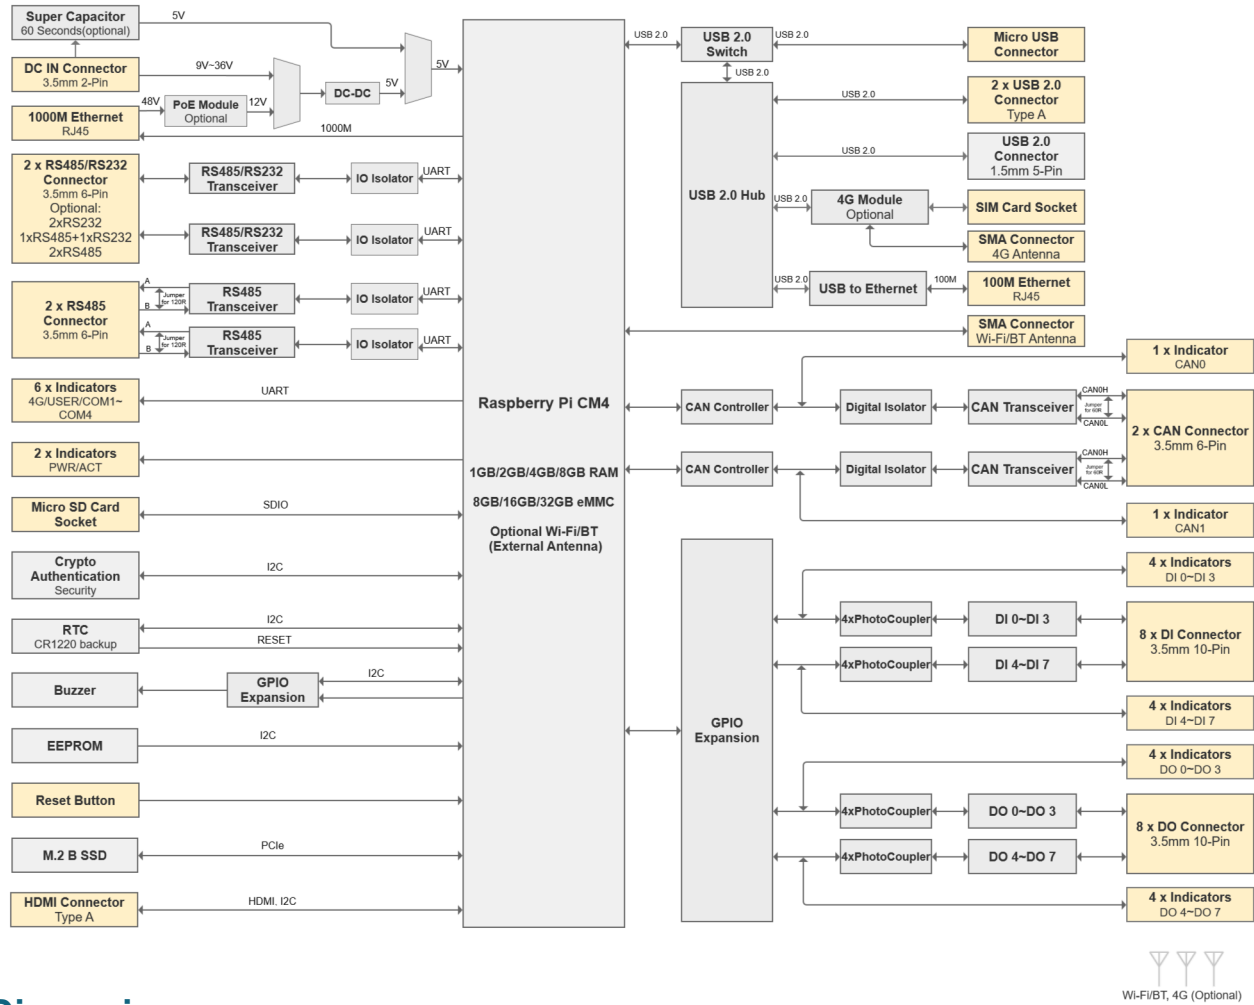 Super Capacitor
60 Seconds(optional)
5V
DC IN Connector
3.5mm 2-Pin
9V~36V
48V
PoE Module
Optional
12V
DC-DC
5V
5V
1000M Ethernet
RJ45
1000M
2 x RS485/RS232
Connector
3.5mm 6-Pin
Optional:
2xRS232
1xRS485+1xRS232
2xRS485
RS485/RS232
Transceiver
IO Isolator
UART
RS485/RS232
Transceiver
IO Isolator
UART
2 x RS485
Connector
3.5mm 6-Pin
A
Jumper
for 120R
B
RS485
Transceiver
IO Isolator
UART
A
Jumper
for 120R
B
RS485
Transceiver
IO Isolator
UART
6 x Indicators
4G/USER/COM1~
COM4
UART
2 x Indicators
PWR/ACT
Micro SD Card
Socket
SDIO
Crypto
Authentication
Security
I2C
RTC
CR1220 backup
I2C
RESET
Buzzer
GPIO
Expansion
I2C
EEPROM
I2C
Reset Button
M.2 B SSD
PCIe
HDMI Connector
Type A
HDMI. I2C
Raspberry Pi CM4
1GB/2GB/4GB/8GB RAM
8GB/16GB/32GB eMMC
Optional Wi-Fi/BT
(External Antenna)
USB 2.0
USB 2.0
Switch
USB 2.0
Micro USB
Connector
USB 2.0
USB 2.0 Hub
USB 2.0
2 x USB 2.0
Connector
Type A
USB 2.0
USB 2.0
Connector
1.5mm 5-Pin
USB 2.0
4G Module
Optional
SIM Card Socket
SMA Connector
4G Antenna
USB 2.0
USB to Ethernet
100M
100M Ethernet
RJ45
SMA Connector
Wi-Fi/BT Antenna
1 x Indicator
CAN0
CAN Controller
Digital Isolator
CAN Transceiver
CAN0H
Jumper
for 60R
CAN0L
2 x CAN Connector
3.5mm 6-Pin
CAN Controller
Digital Isolator
CAN Transceiver
CAN0H
Jumper
for 60R
CAN0L
1 x Indicator
CAN1
GPIO
Expansion
4 x Indicators
DI 0~DI 3
4xPhotoCoupler
DI 0~DI 3
8 x DI Connector
3.5mm 10-Pin
4xPhotoCoupler
DI 4~DI 7
4 x Indicators
DI 4~DI 7
4 x Indicators
DO 0~DO 3
4xPhotoCoupler
DO 0~DO 3
8 x DO Connector
3.5mm 10-Pin
4xPhotoCoupler
DO 4~DO 7
4 x Indicators
DO 4~DO 7
Wi-Fi/BT, 4G (Optional)